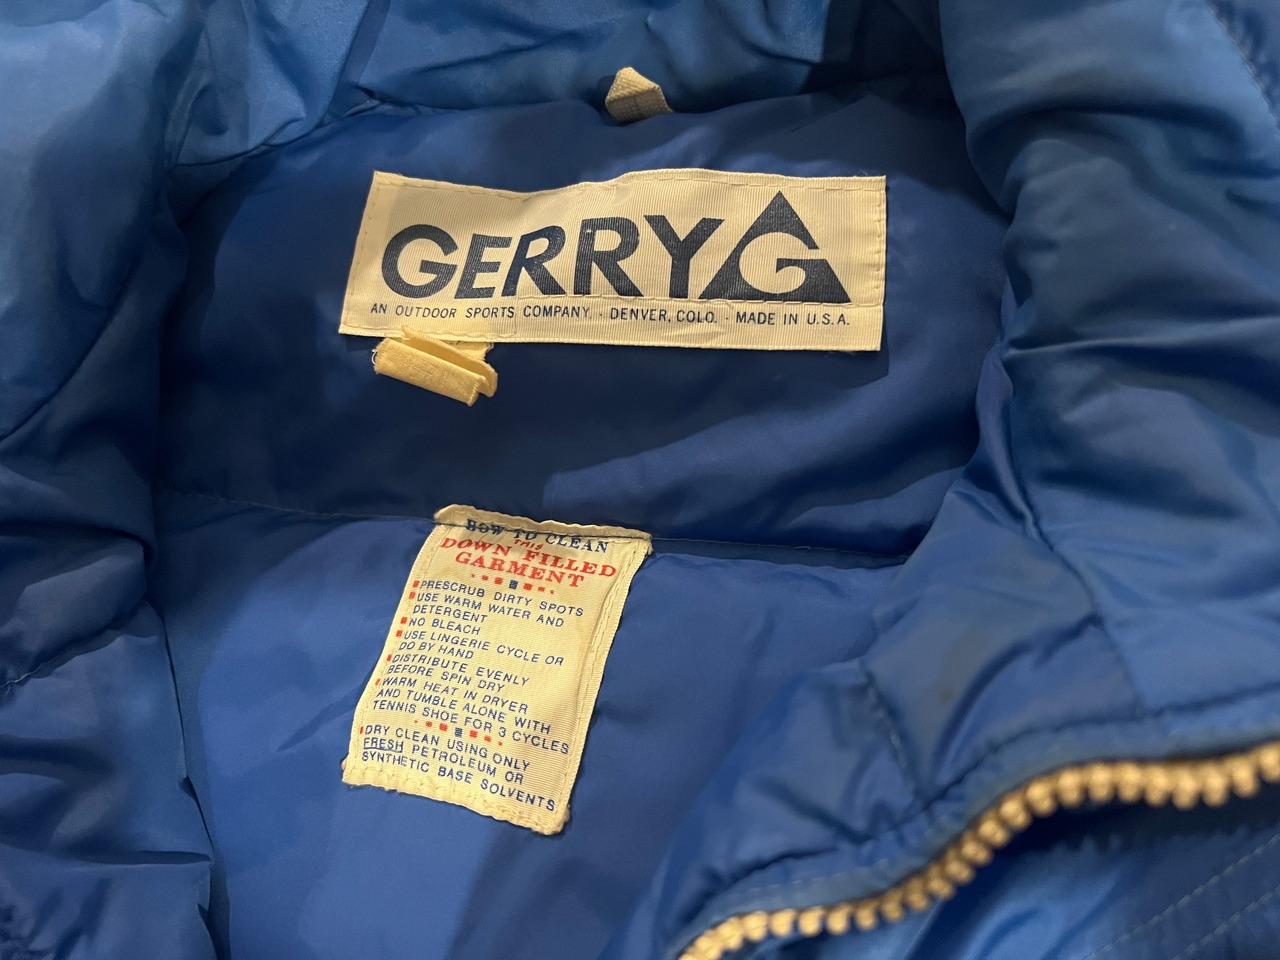 GERRY G
AN OUTDOOR SPORTS COMPANY. · DENVER, COLO. · MADE IN U.S.A.
HOW TO CLEAN
THIS
DOWN FILLED
GARMENT
PRESCRUB DIRTY SPOTS
USE WARM WATER AND
DETERGENT
NO BLEACH
USE LINGERIE CYCLE OR
DO BY HAND
DISTRIBUTE EVENLY
BEFORE SPIN DRY
WARM HEAT IN DRYER
AND TUMBLE ALONE WITH
TENNIS SHOE FOR 3 CYCLES
DRY CLEAN USING ONLY
FRESH PETROLEUM OR
SYNTHETIC BASE SOLVENTS